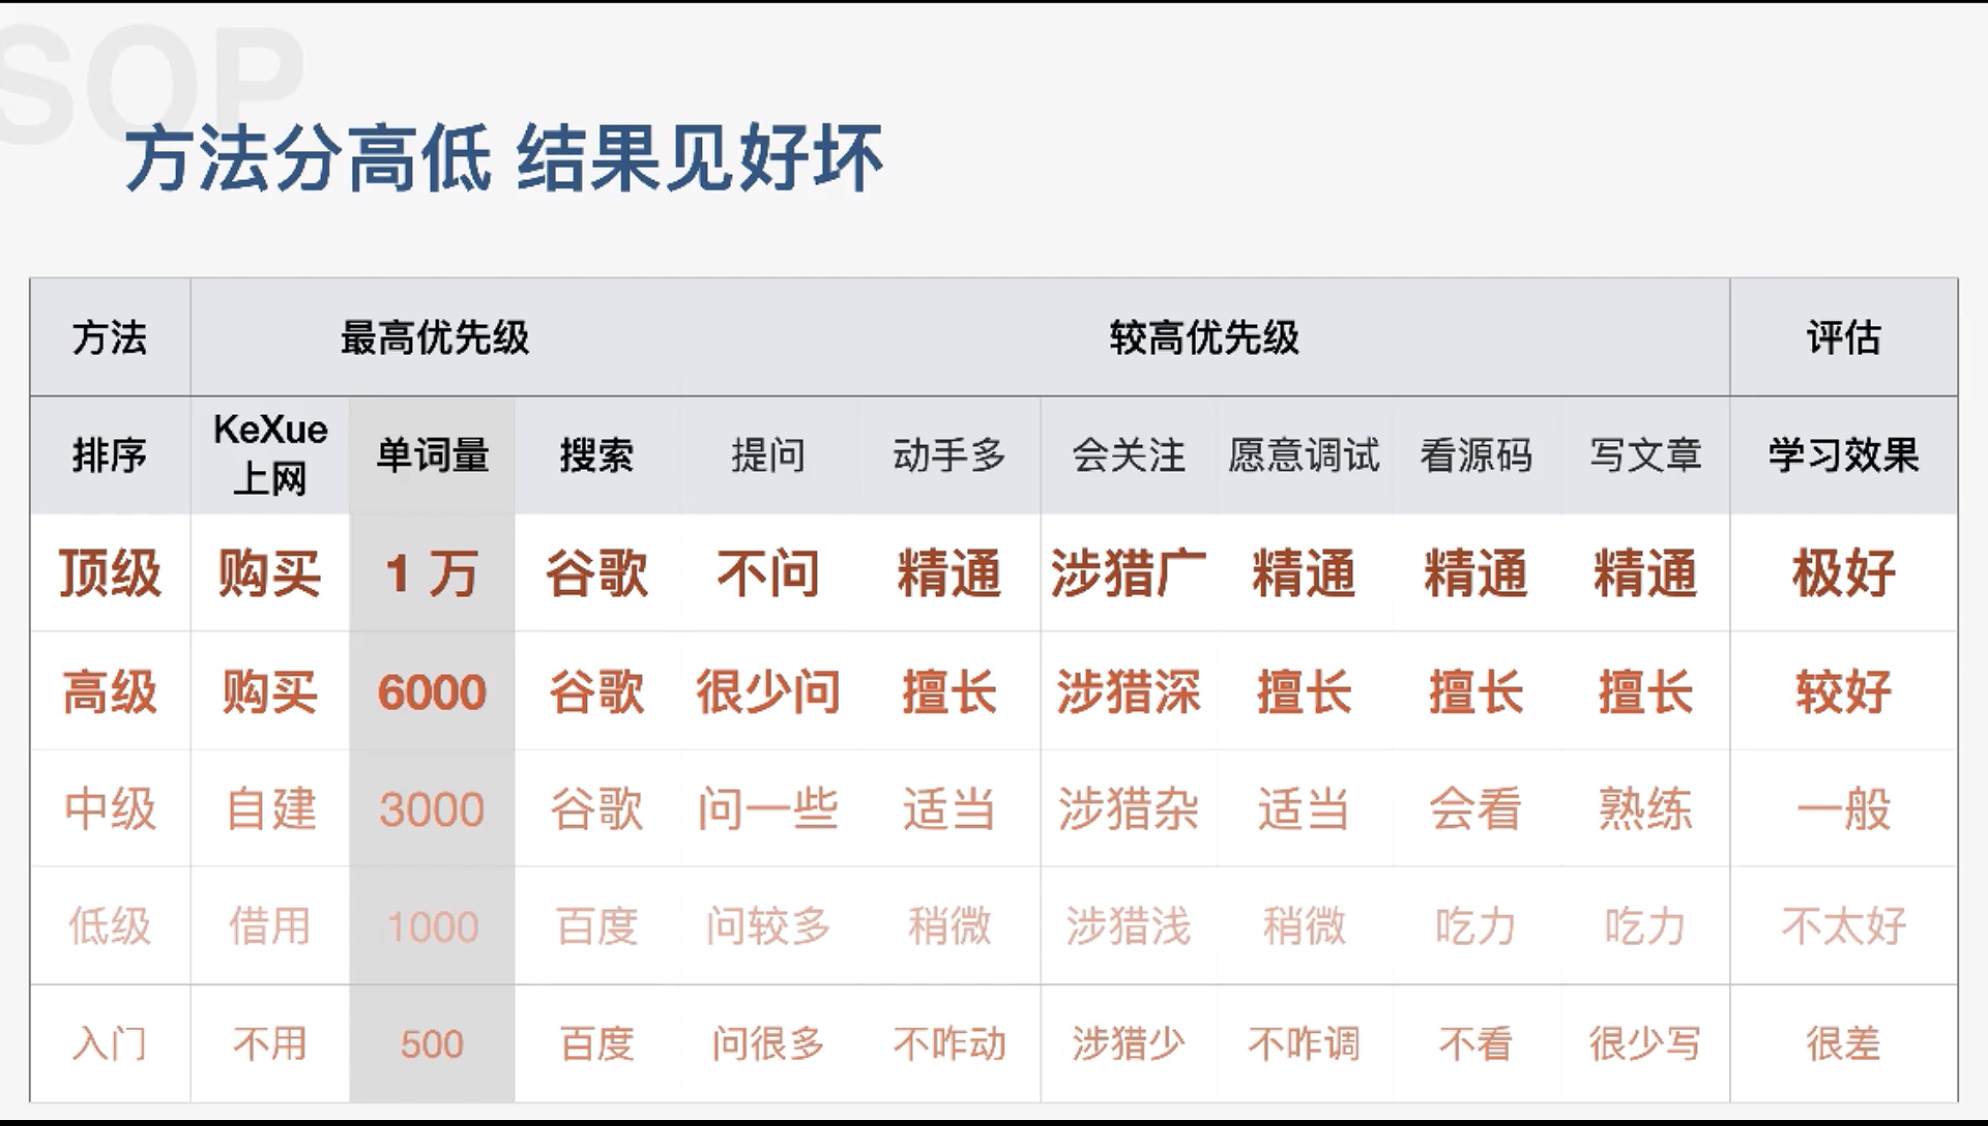 SOP
方法分高低 结果见好坏
方法 最高优先级 较高优先级 评估
排序 KeXue上网 单词量 搜索 提问 动手多 会关注 愿意调试 看源码 写文章 学习效果
顶级 购买 1 万 谷歌 不问 精通 涉猎广 精通 精通 精通 极好
高级 购买 6000 谷歌 很少问 擅长 涉猎深 擅长 擅长 擅长 较好
中级 自建 3000 谷歌 问一些 适当 涉猎杂 适当 会看 熟练 一般
低级 借用 1000 百度 问较多 稍微 涉猎浅 稍微 吃力 吃力 不太好
入门 不用 500 百度 问很多 不咋动 涉猎少 不咋调 不看 很少写 很差